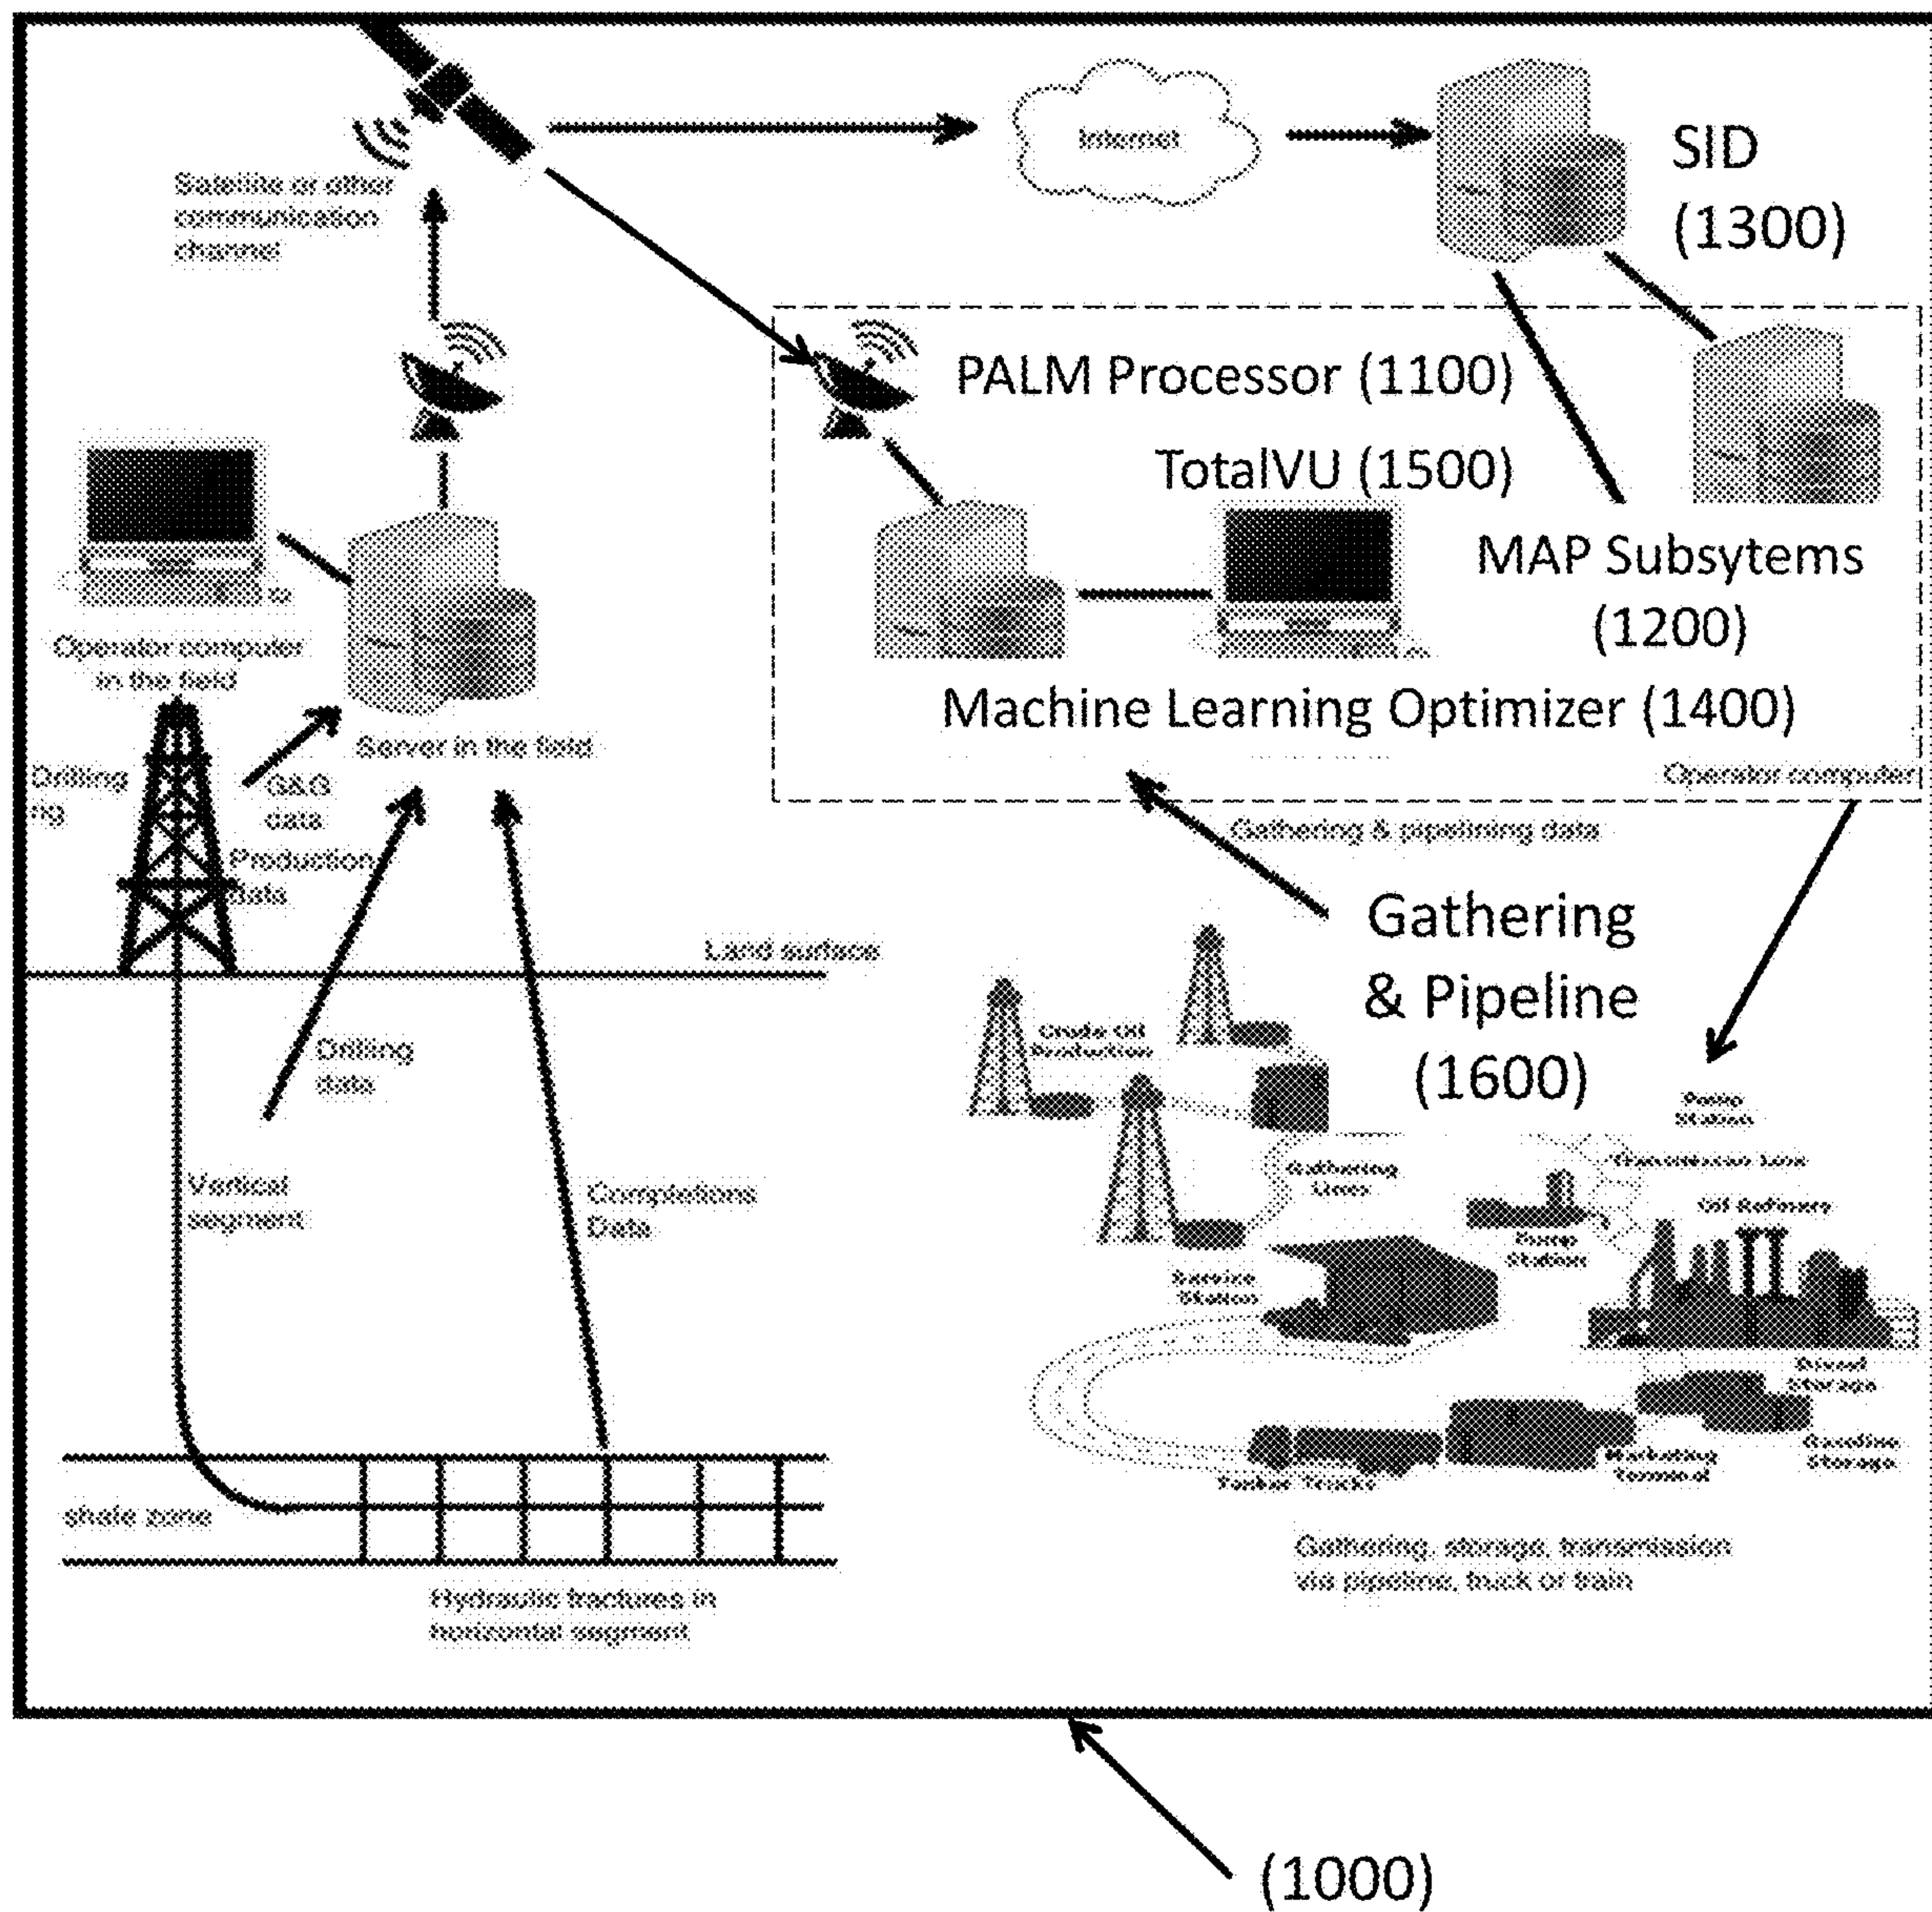 Internet
SID
(1300)
Satellite or other
communication
channel
PALM Processor (1100)
TotalVU (1500)
MAP Subsytems
(1200)
Operator computer
in the field
Machine Learning Optimizer (1400)
Server in the field
Operator computer
Drilling
rig
G&G
data
Gathering & pipelining data
Production
data
Gathering
& Pipeline
(1600)
Land surface
Crude Oil
Production
Drilling
data
Pump
Station
Transmission Line
Gathering
Lines
Vertical
segment
Completions
Data
Oil Refinery
Pump
Station
Service
Station
Diesel
Storage
Gasoline
Storage
Marketing
Terminal
Tanker Trucks
shale zone
Gathering, storage, transmission
via pipeline, truck or train
Hydraulic fractures in
horizontal segment
(1000)